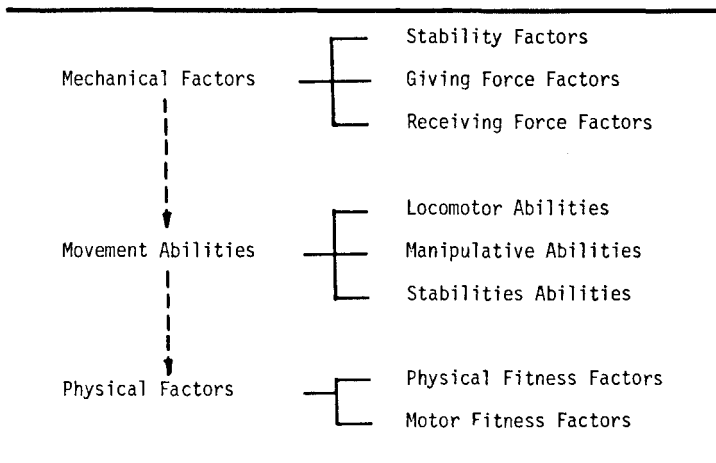 Stability Factors
Mechanical Factors
Giving Force Factors
Receiving Force Factors
Locomotor Abilities
Movement Abilities
Manipulative Abilities
Stabilities Abilities
Physical Fitness Factors
Physical Factors
Motor Fitness Factors